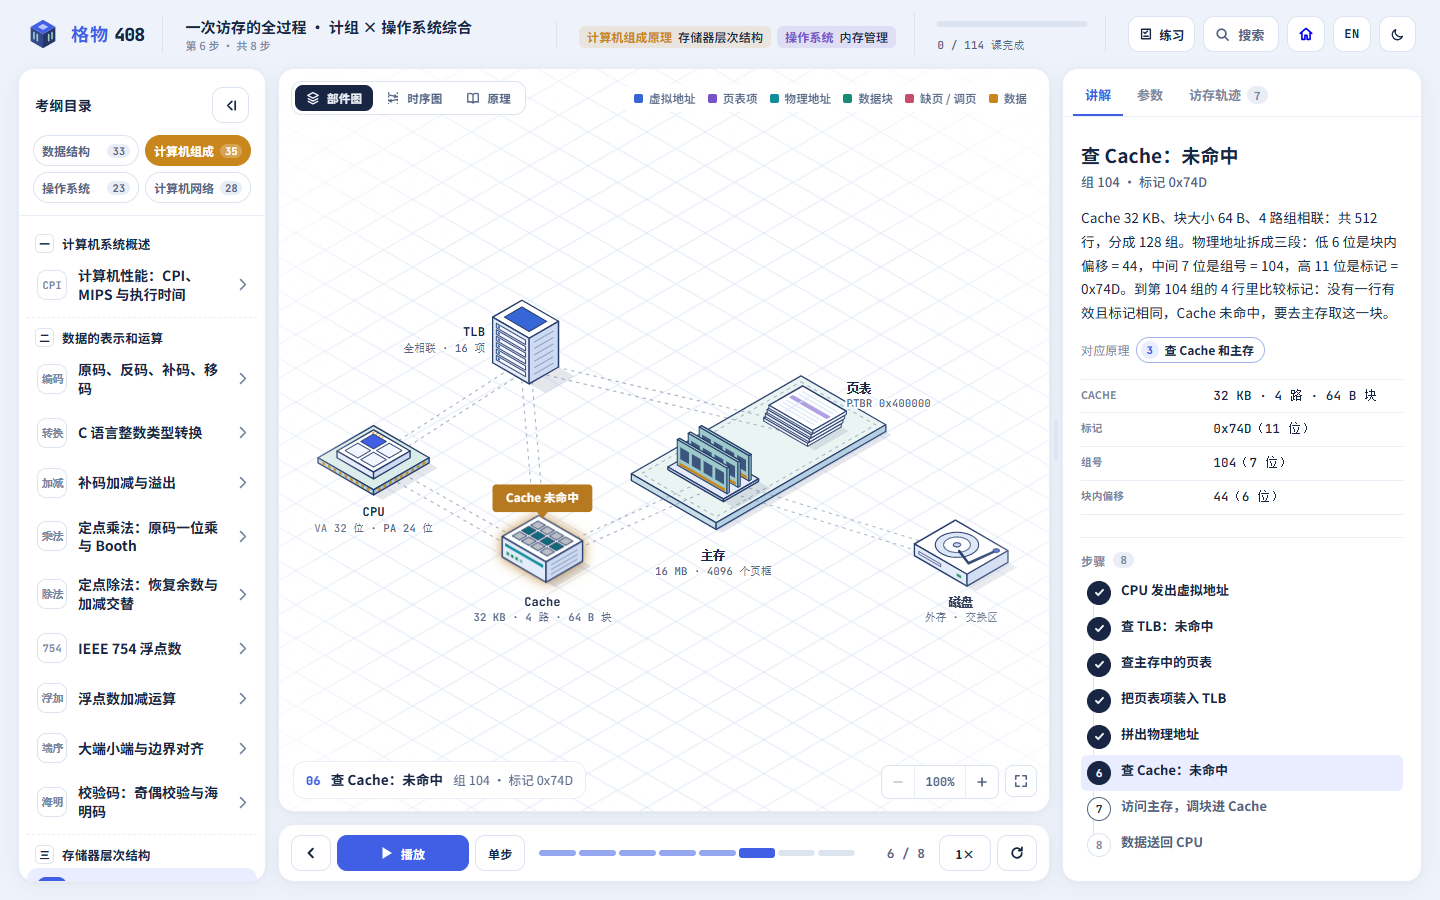 格物 408
一次访存的全过程 · 计组 × 操作系统综合
第 6 步 · 共 8 步
计算机组成原理 存储器层次结构
操作系统 内存管理
0 / 114 课完成
练习
搜索
EN
考纲目录
数据结构 33
计算机组成 35
操作系统 23
计算机网络 28
一 计算机系统概述
CPI 计算机性能：CPI、
MIPS 与执行时间
二 数据的表示和运算
编码 原码、反码、补码、移
码
转换 C 语言整数类型转换
加减 补码加减与溢出
乘法 定点乘法：原码一位乘
与 Booth
除法 定点除法：恢复余数与
加减交替
754 IEEE 754 浮点数
浮加 浮点数加减运算
端序 大端小端与边界对齐
海明 校验码：奇偶校验与海
明码
三 存储器层次结构
部件图
时序图
原理
虚拟地址
页表项
物理地址
数据块
缺页 / 调页
数据
TLB
全相联 · 16 项
页表
PTBR 0x400000
CPU
VA 32 位 · PA 24 位
Cache 未命中
Cache
32 KB · 4 路 · 64 B 块
主存
16 MB · 4096 个页框
磁盘
外存 · 交换区
06 查 Cache：未命中 组 104 · 标记 0x74D
100%
播放
单步
6 / 8
1×
讲解
参数
访存轨迹 7
查 Cache：未命中
组 104 · 标记 0x74D
Cache 32 KB、块大小 64 B、4 路组相联：共 512
行，分成 128 组。物理地址拆成三段：低 6 位是块内
偏移 = 44，中间 7 位是组号 = 104，高 11 位是标记 =
0x74D。到第 104 组的 4 行里比较标记：没有一行有
效且标记相同，Cache 未命中，要去主存取这一块。
对应原理 3 查 Cache 和主存
CACHE 32 KB · 4 路 · 64 B 块
标记 0x74D（11 位）
组号 104（7 位）
块内偏移 44（6 位）
步骤 8
CPU 发出虚拟地址
查 TLB：未命中
查主存中的页表
把页表项装入 TLB
拼出物理地址
6 查 Cache：未命中
7 访问主存，调块进 Cache
8 数据送回 CPU